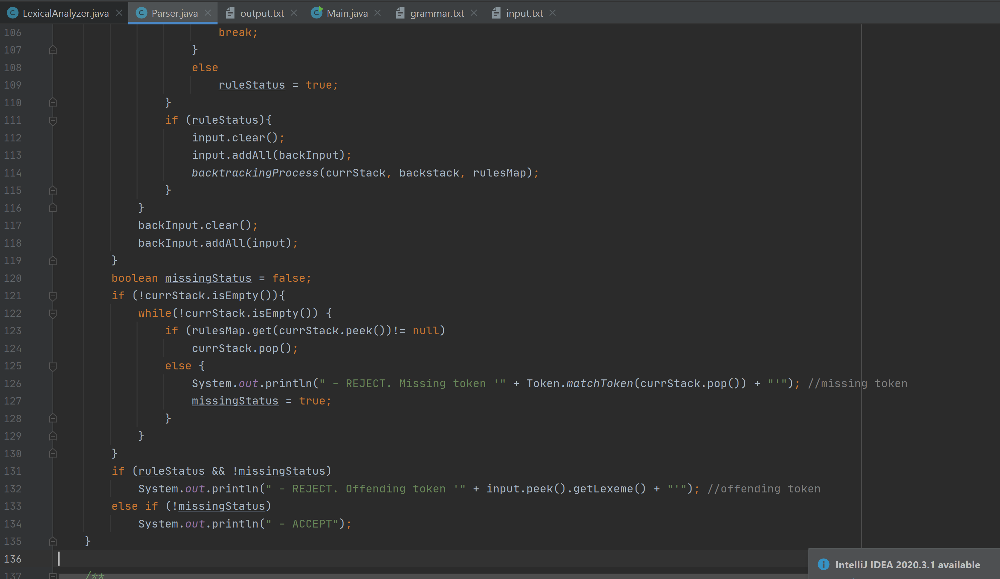 LexicalAnalyzer.java Parser.java output.txt Main.java grammar.txt input.txt
106 break;
107 }
108 else
109 ruleStatus = true;
110 }
111 if (ruleStatus){
112 input.clear();
113 input.addAll(backInput);
114 backtrackingProcess(currStack, backstack, rulesMap);
115 }
116 }
117 backInput.clear();
118 backInput.addAll(input);
119 }
120 boolean missingStatus = false;
121 if (!currStack.isEmpty()){
122 while(!currStack.isEmpty()) {
123 if (rulesMap.get(currStack.peek())!= null)
124 currStack.pop();
125 else {
126 System.out.println(" - REJECT. Missing token '" + Token.matchToken(currStack.pop()) + "'"); //missing token
127 missingStatus = true;
128 }
129 }
130 }
131 if (ruleStatus && !missingStatus)
132 System.out.println(" - REJECT. Offending token '" + input.peek().getLexeme() + "'"); //offending token
133 else if (!missingStatus)
134 System.out.println(" - ACCEPT");
135 }
136
IntelliJ IDEA 2020.3.1 available
137 /**